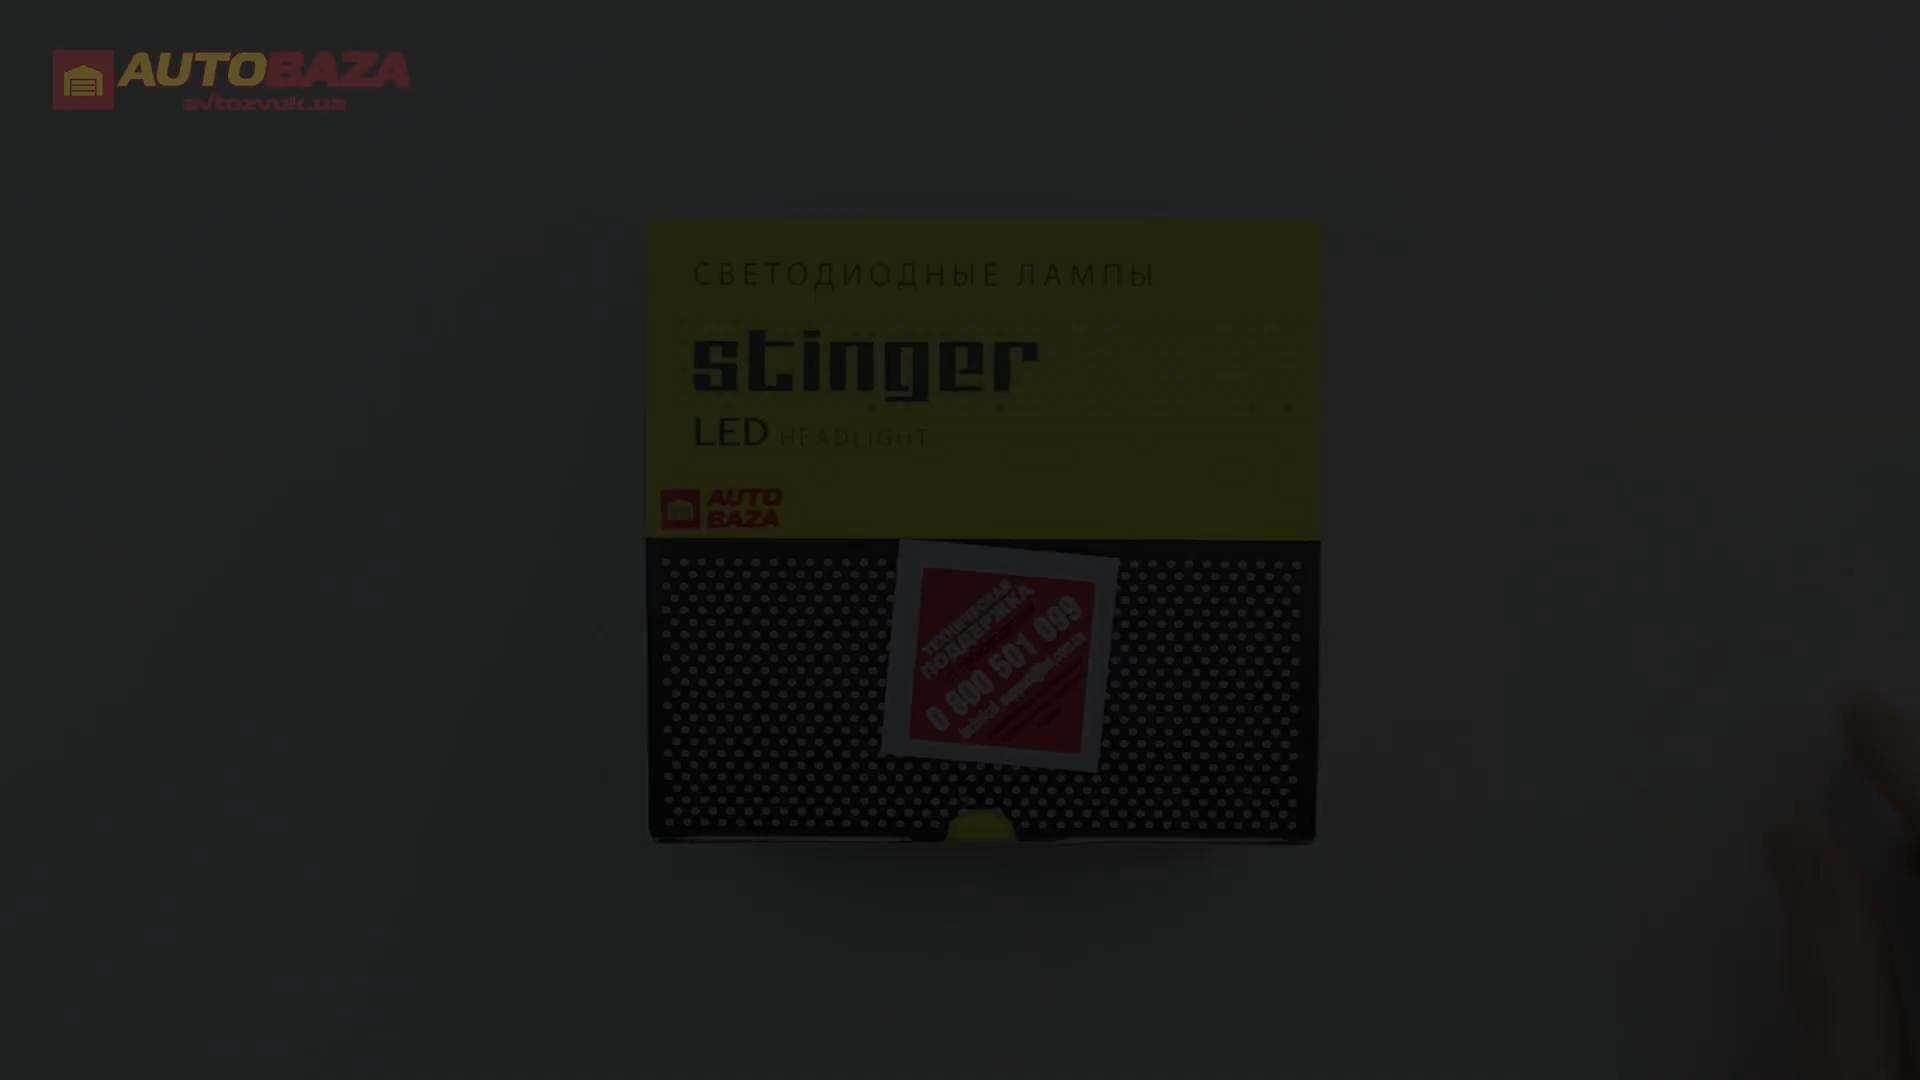 AUTOBAZA
avtozvuk.ua
СВЕТОДИОДНЫЕ ЛАМПЫ
stinger
LED HEADLIGHT
AUTO
BAZA
ТЕХНИЧЕСКАЯ
ПОДДЕРЖКА
0 800 501 099